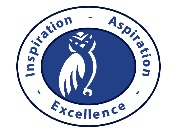 Inspiration - Aspiration
- Excellence -